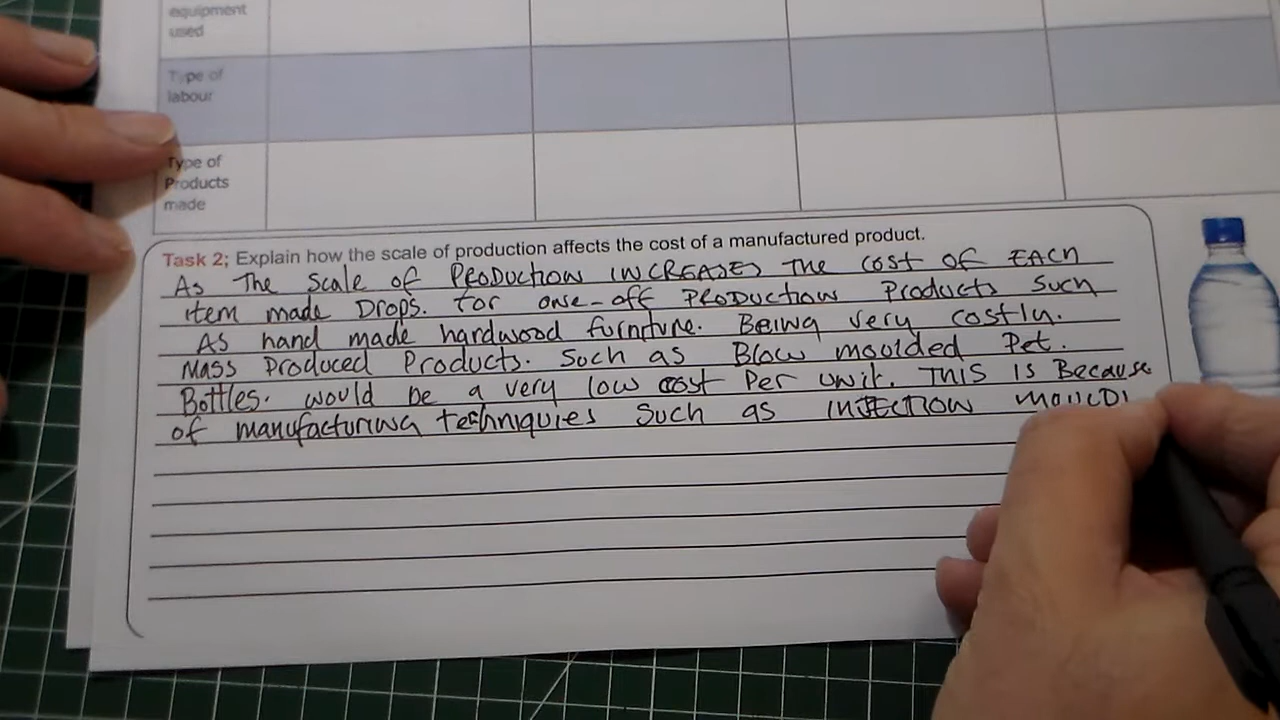 equipment
used
Type of
labour
Type of
Products
made
Task 2; Explain how the scale of production affects the cost of a manufactured product.
As The Scale of PRODUCTION INCREASES THE cost of EACH
item made Drops. for one-off PRODUCTION Products Such
As hand made hardwood furniture. Being very costly.
Mass Produced Products. Such as Blow moulded Pet.
Bottles. would be a very low cost Per unit. THIS IS Because
of manufacturing techniquies Such as INJECTION MOULDI